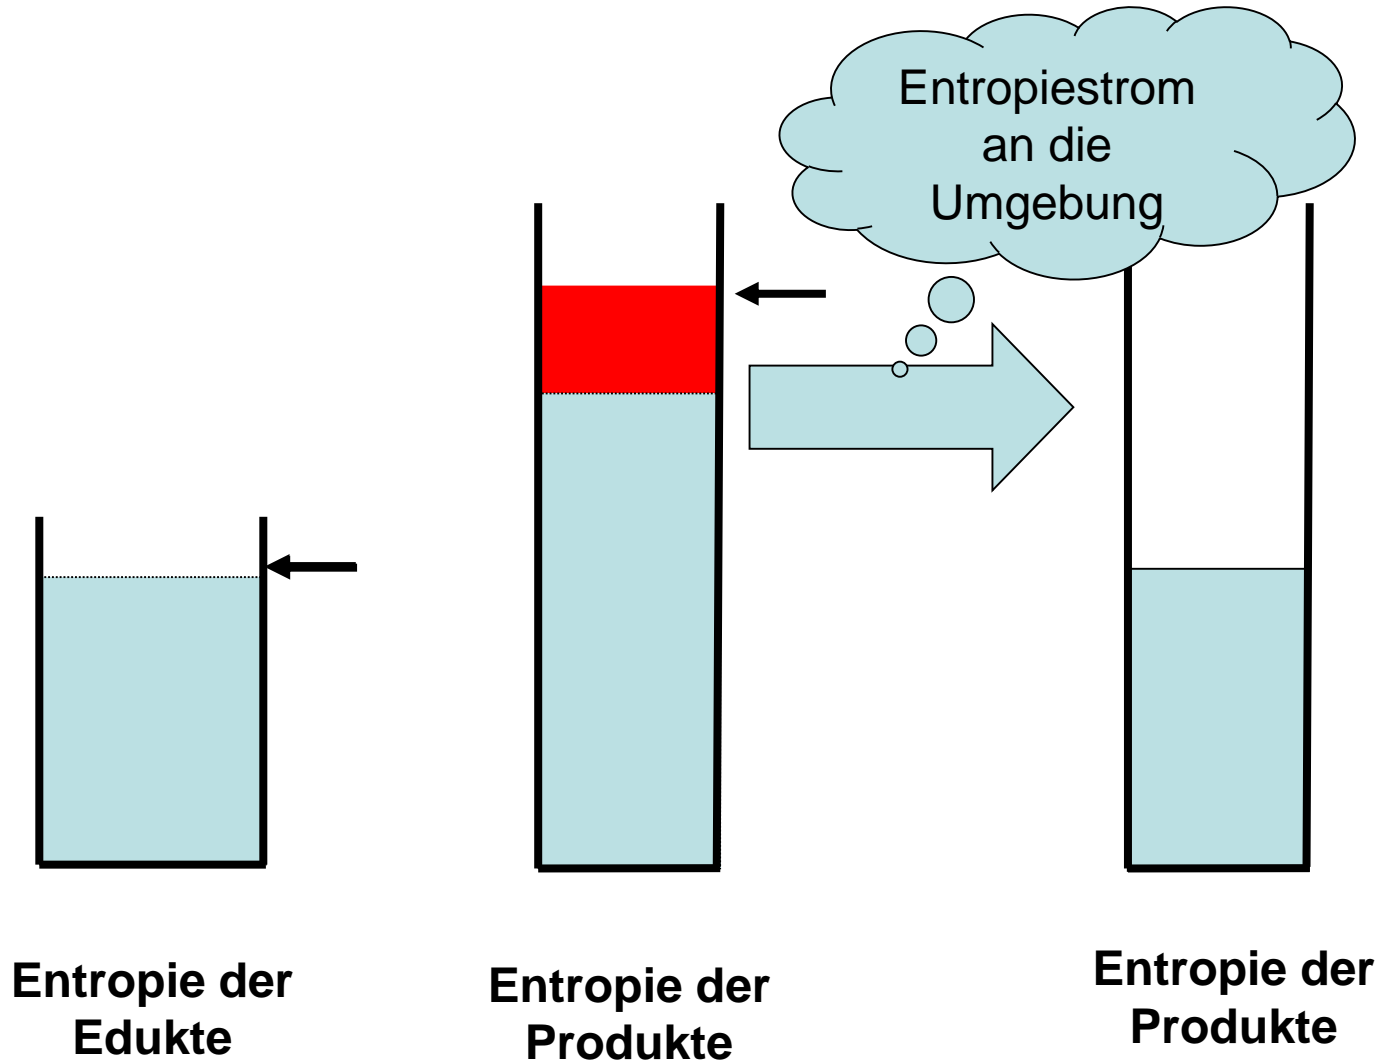 Entropiestrom
an die
Umgebung
Entropie der
Edukte
Entropie der
Produkte
Entropie der
Produkte